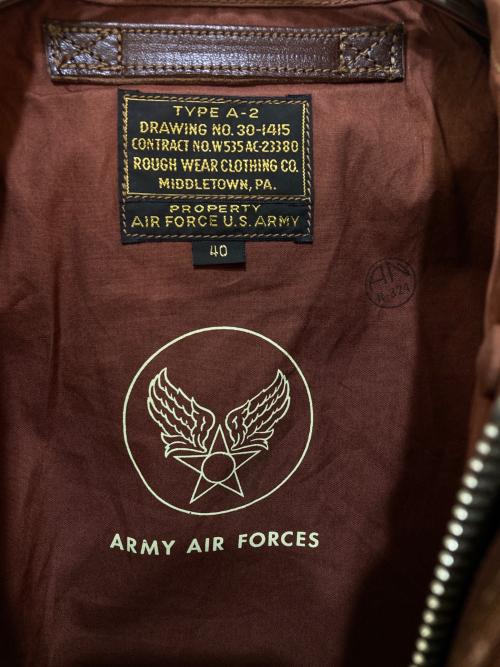 TYPE A-2
DRAWING NO. 30-1415
CONTRACT NO. W535 AC-23380
ROUGH WEAR CLOTHING CO.
MIDDLETOWN, PA.
PROPERTY
AIR FORCE U.S. ARMY
40
AN
ARMY AIR FORCES